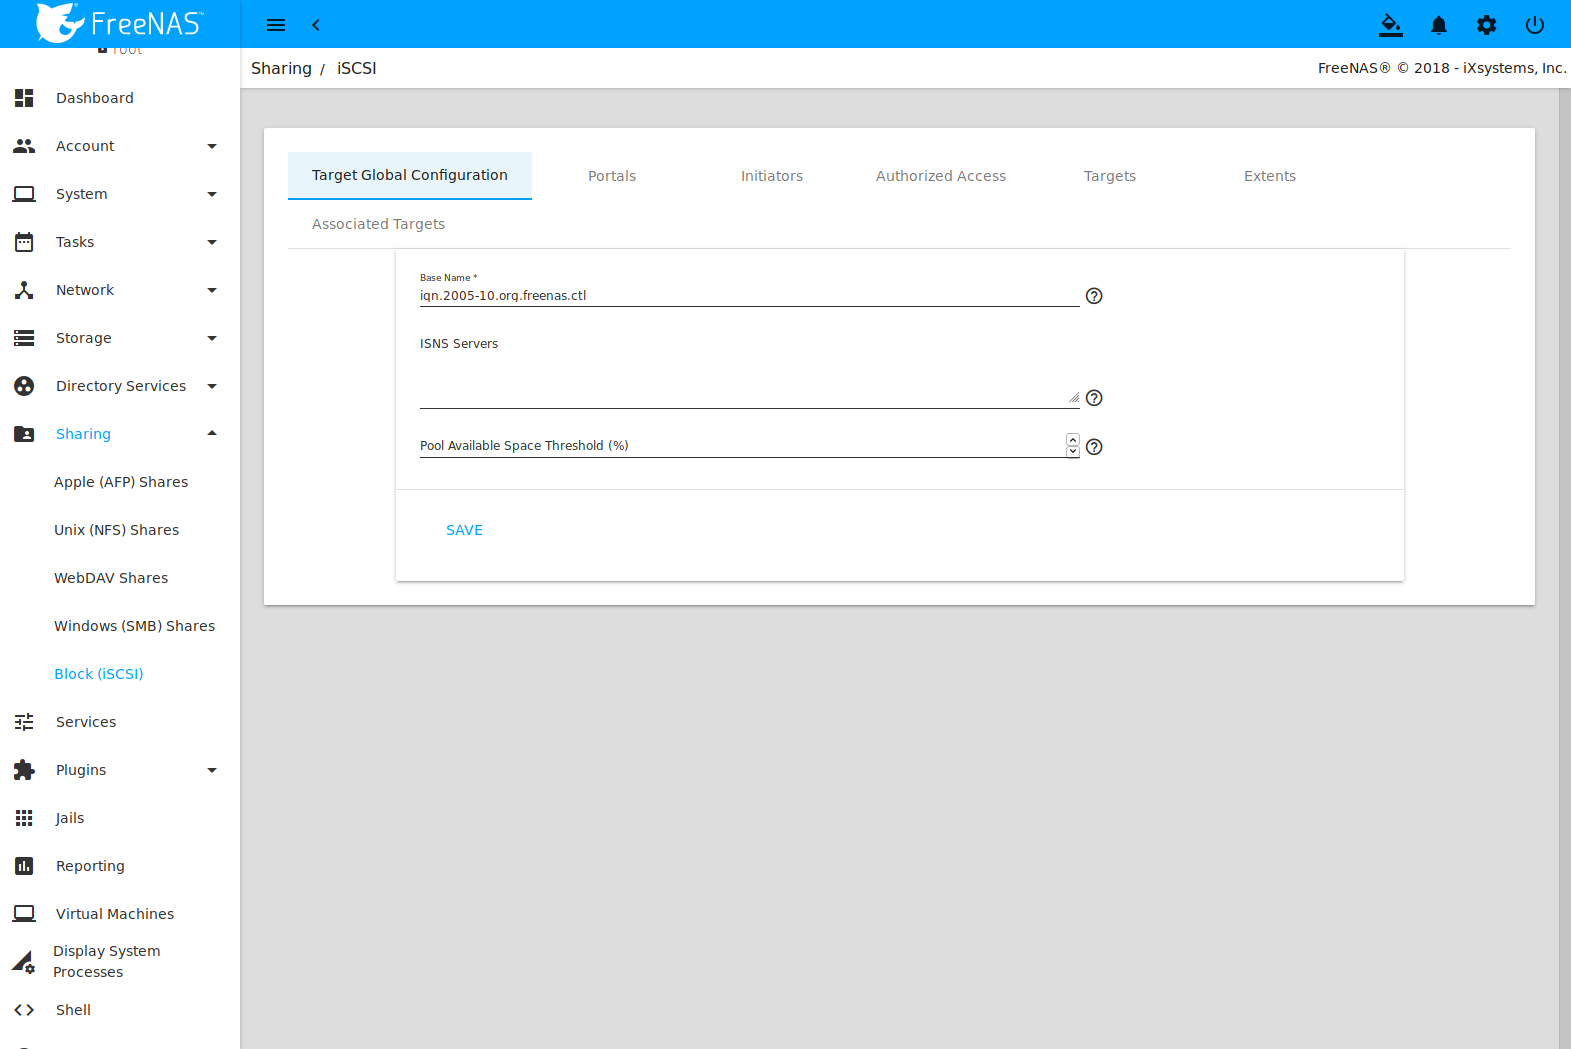 FreeNAS™
root
Dashboard
Account
System
Tasks
Network
Storage
Directory Services
Sharing
Apple (AFP) Shares
Unix (NFS) Shares
WebDAV Shares
Windows (SMB) Shares
Block (iSCSI)
Services
Plugins
Jails
Reporting
Virtual Machines
Display System
Processes
Shell
Sharing / iSCSI
FreeNAS® © 2018 - iXsystems, Inc.
Target Global Configuration
Portals
Initiators
Authorized Access
Targets
Extents
Associated Targets
Base Name *
iqn.2005-10.org.freenas.ctl
ISNS Servers
Pool Available Space Threshold (%)
SAVE